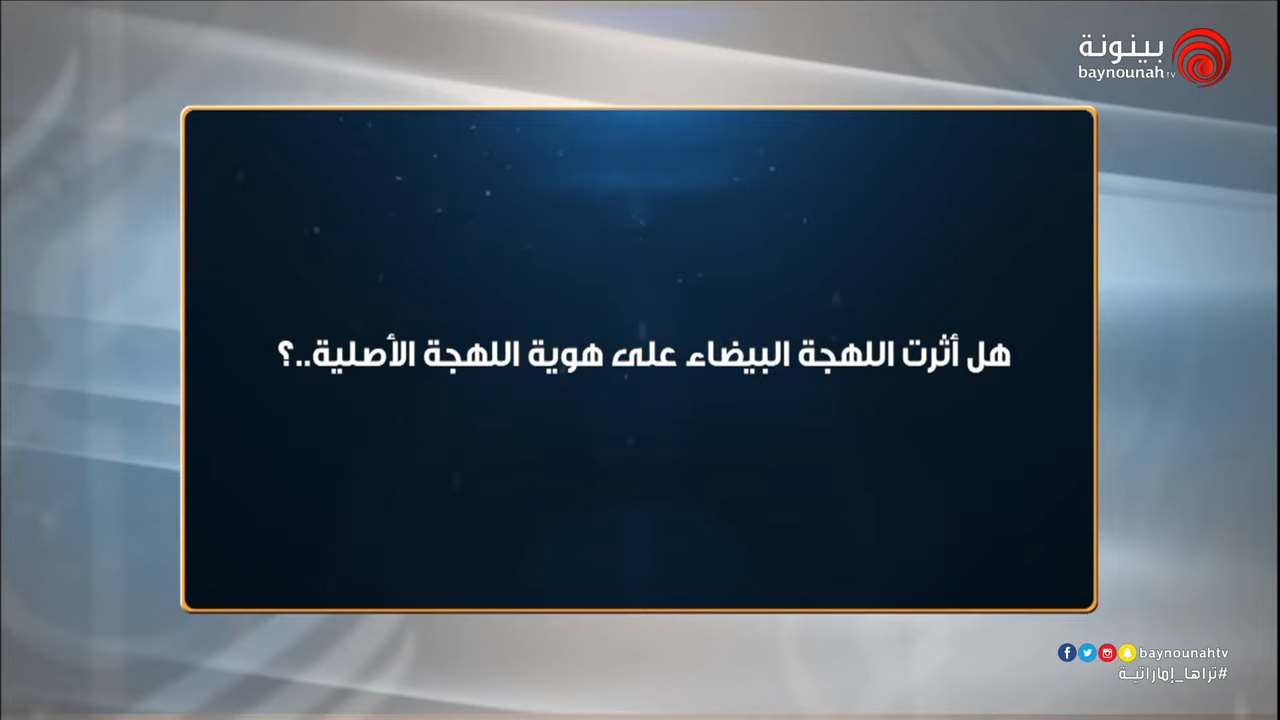 بينونة
baynounah TV
هل أثرت اللهجة البيضاء على هوية اللهجة الأصلية..؟
baynounahtv
#تراها_إماراتية